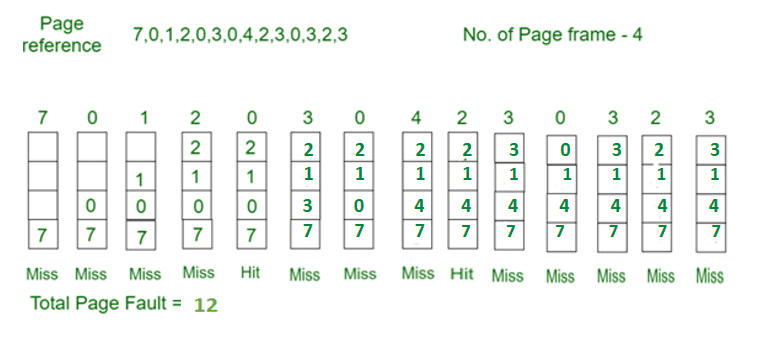 Page reference
7,0,1,2,0,3,0,4,2,3,0,3,2,3
No. of Page frame - 4
7 0 1 2 0 3 0 4 2 3 0 3 2 3
2 2 2 2 2 2 3 0 3 2 3
1 1 1 1 1 1 1 1 1 1 1 1
0 0 0 0 3 0 4 4 4 4 4 4 4
7 7 7 7 7 7 7 7 7 7 7 7 7 7
Miss Miss Miss Miss Hit Miss Miss Miss Hit Miss Miss Miss Miss Miss
Total Page Fault = 12